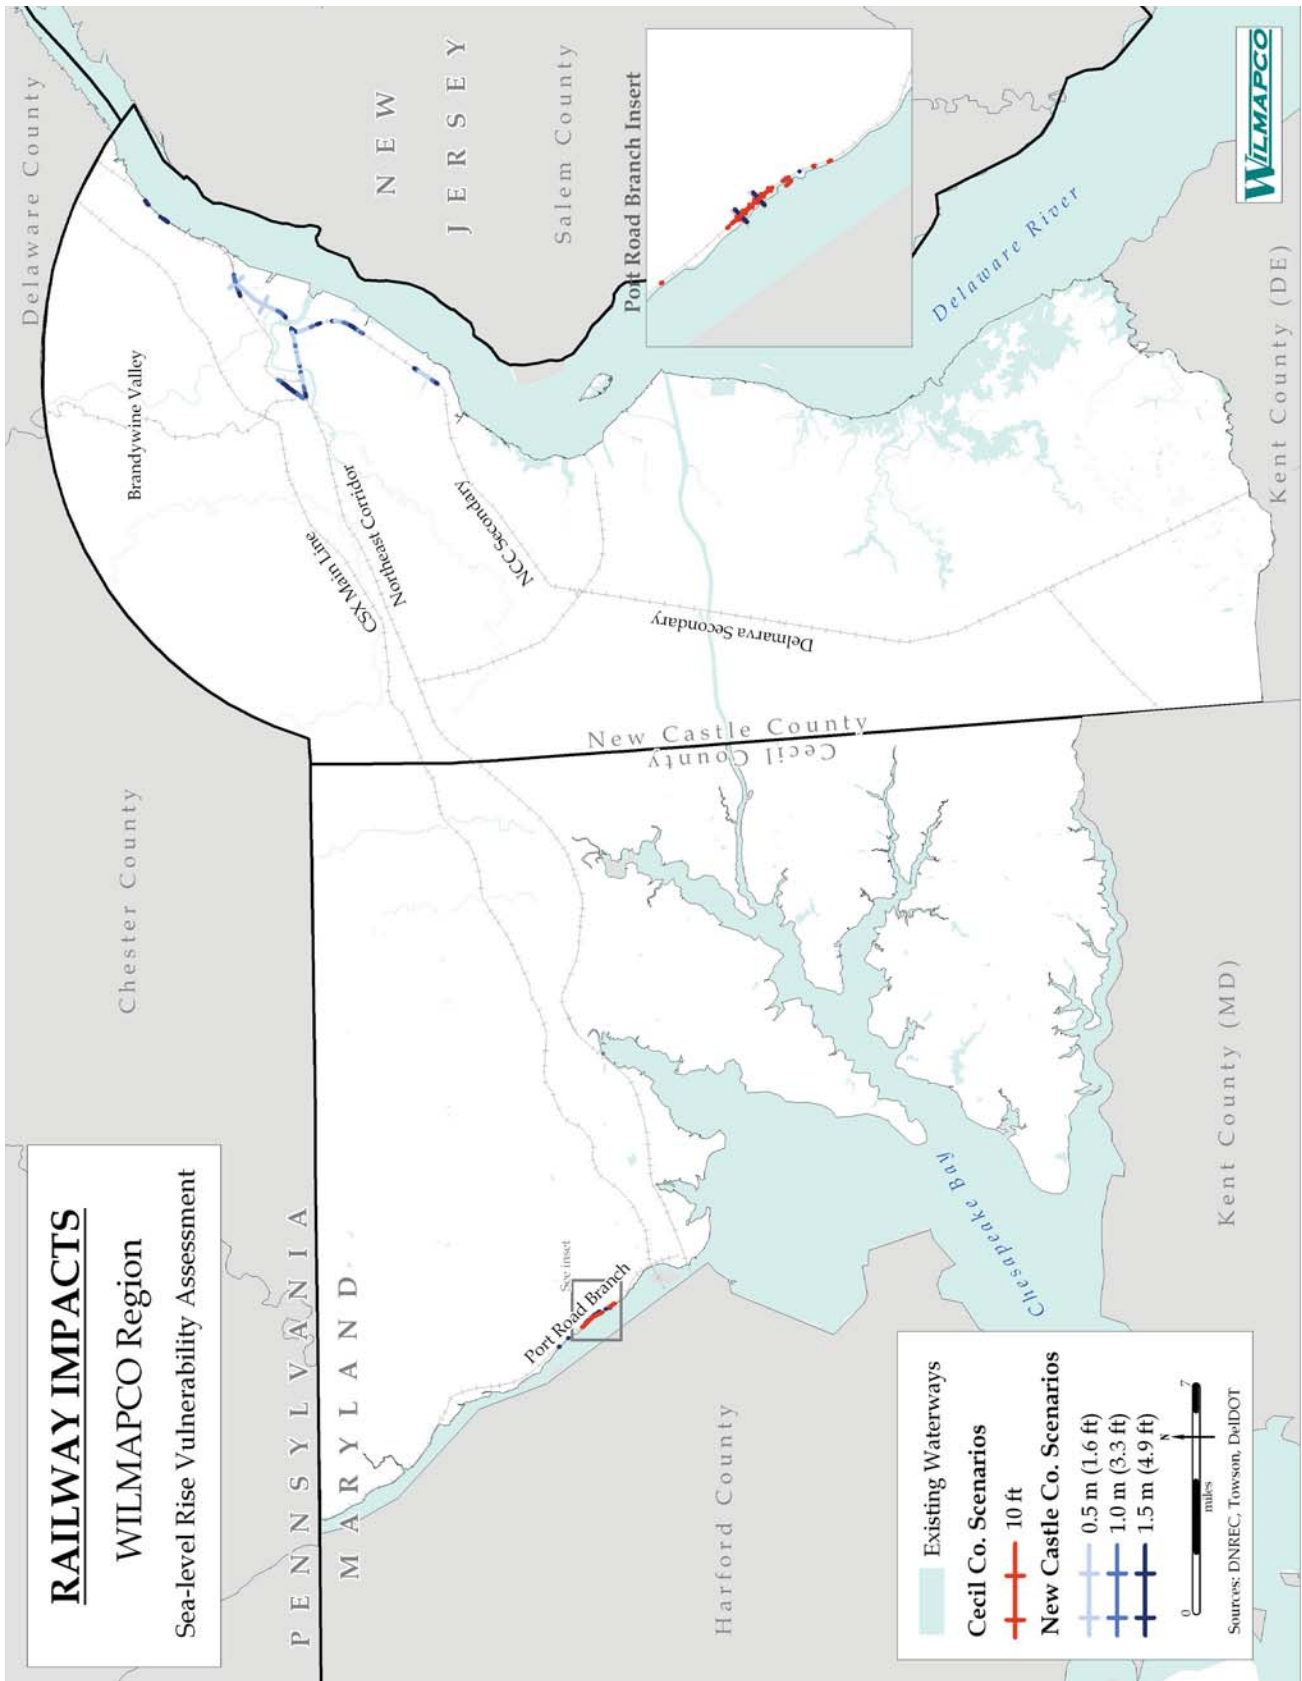 RAILWAY IMPACTS
WILMAPCO Region
Sea-level Rise Vulnerability Assessment
PENNSYLVANIA
MARYLAND
Chester County
Delaware County
NEW
JERSEY
Salem County
Brandywine Valley
CSX Main Line
Northeast Corridor
NCC Secondary
Delmarva Secondary
New Castle County
Cecil County
Port Road Branch
See inset
Port Road Branch Insert
Harford County
Chesapeake Bay
Delaware River
Kent County (MD)
Kent County (DE)
Existing Waterways
Cecil Co. Scenarios
10 ft
New Castle Co. Scenarios
0.5 m (1.6 ft)
1.0 m (3.3 ft)
1.5 m (4.9 ft)
N
0 7
miles
Sources: DNREC, Towson, DelDOT
WILMAPCO